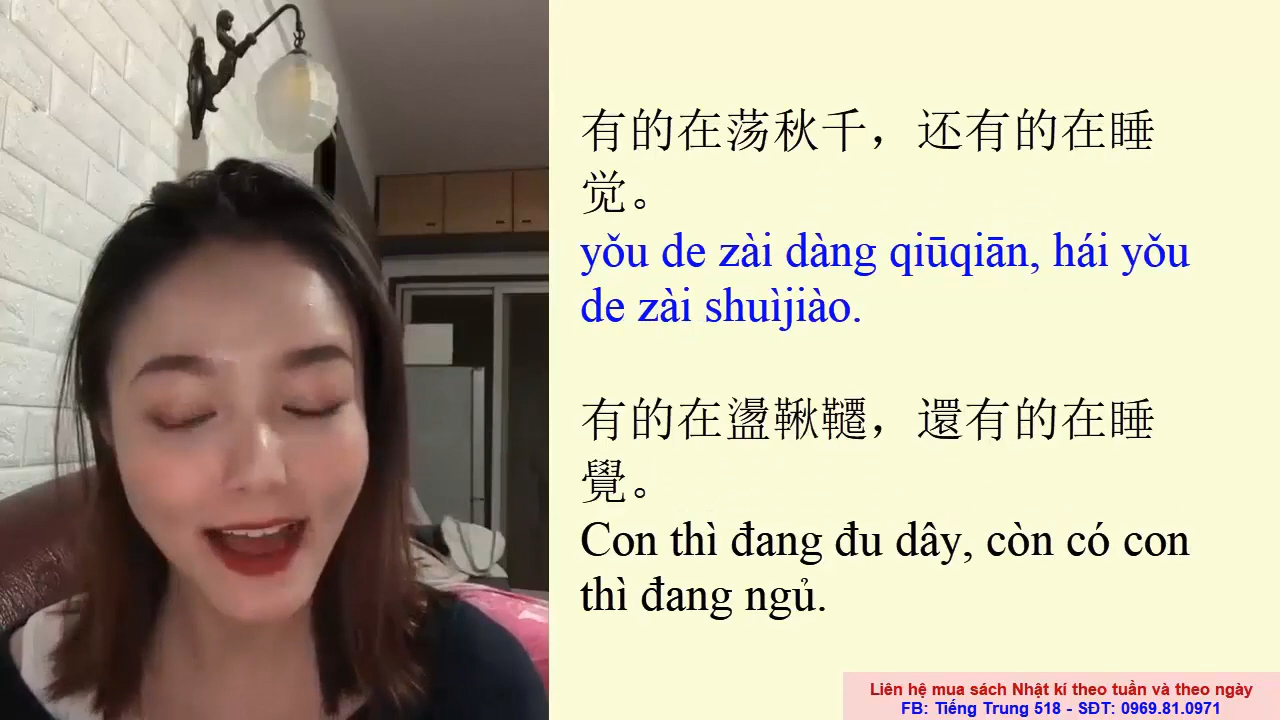 有的在荡秋千，还有的在睡
觉。
yǒu de zài dàng qiūqiān, hái yǒu
de zài shuìjiào.
有的在盪鞦韆，還有的在睡
覺。
Con thì đang đu dây, còn có con
thì đang ngủ.
Liên hệ mua sách Nhật kí theo tuần và theo ngày
FB: Tiếng Trung 518 - SĐT: 0969.81.0971